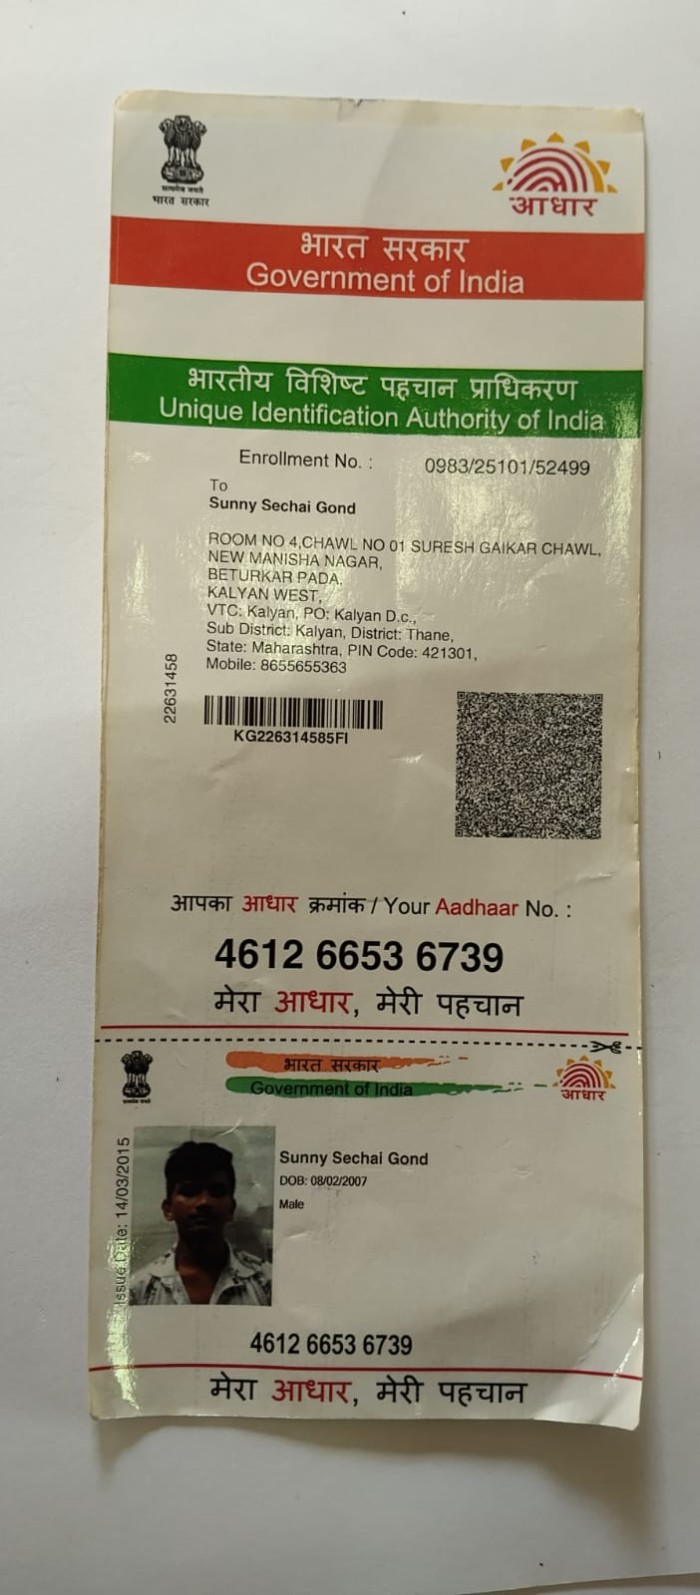 सत्यमेव जयते
भारत सरकार
आधार
भारत सरकार
Government of India
भारतीय विशिष्ट पहचान प्राधिकरण
Unique Identification Authority of India
Enrollment No. : 0983/25101/52499
To
Sunny Sechai Gond
ROOM NO 4,CHAWL NO 01 SURESH GAIKAR CHAWL,
NEW MANISHA NAGAR,
BETURKAR PADA,
KALYAN WEST,
VTC: Kalyan, PO: Kalyan D.c.,
Sub District: Kalyan, District: Thane,
State: Maharashtra, PIN Code: 421301,
Mobile: 8655655363
22631458
KG226314585FI
आपका आधार क्रमांक / Your Aadhaar No. :
4612 6653 6739
मेरा आधार, मेरी पहचान
भारत सरकार
Government of India
आधार
Issue Date: 14/03/2015
Sunny Sechai Gond
DOB: 08/02/2007
Male
4612 6653 6739
मेरा आधार, मेरी पहचान